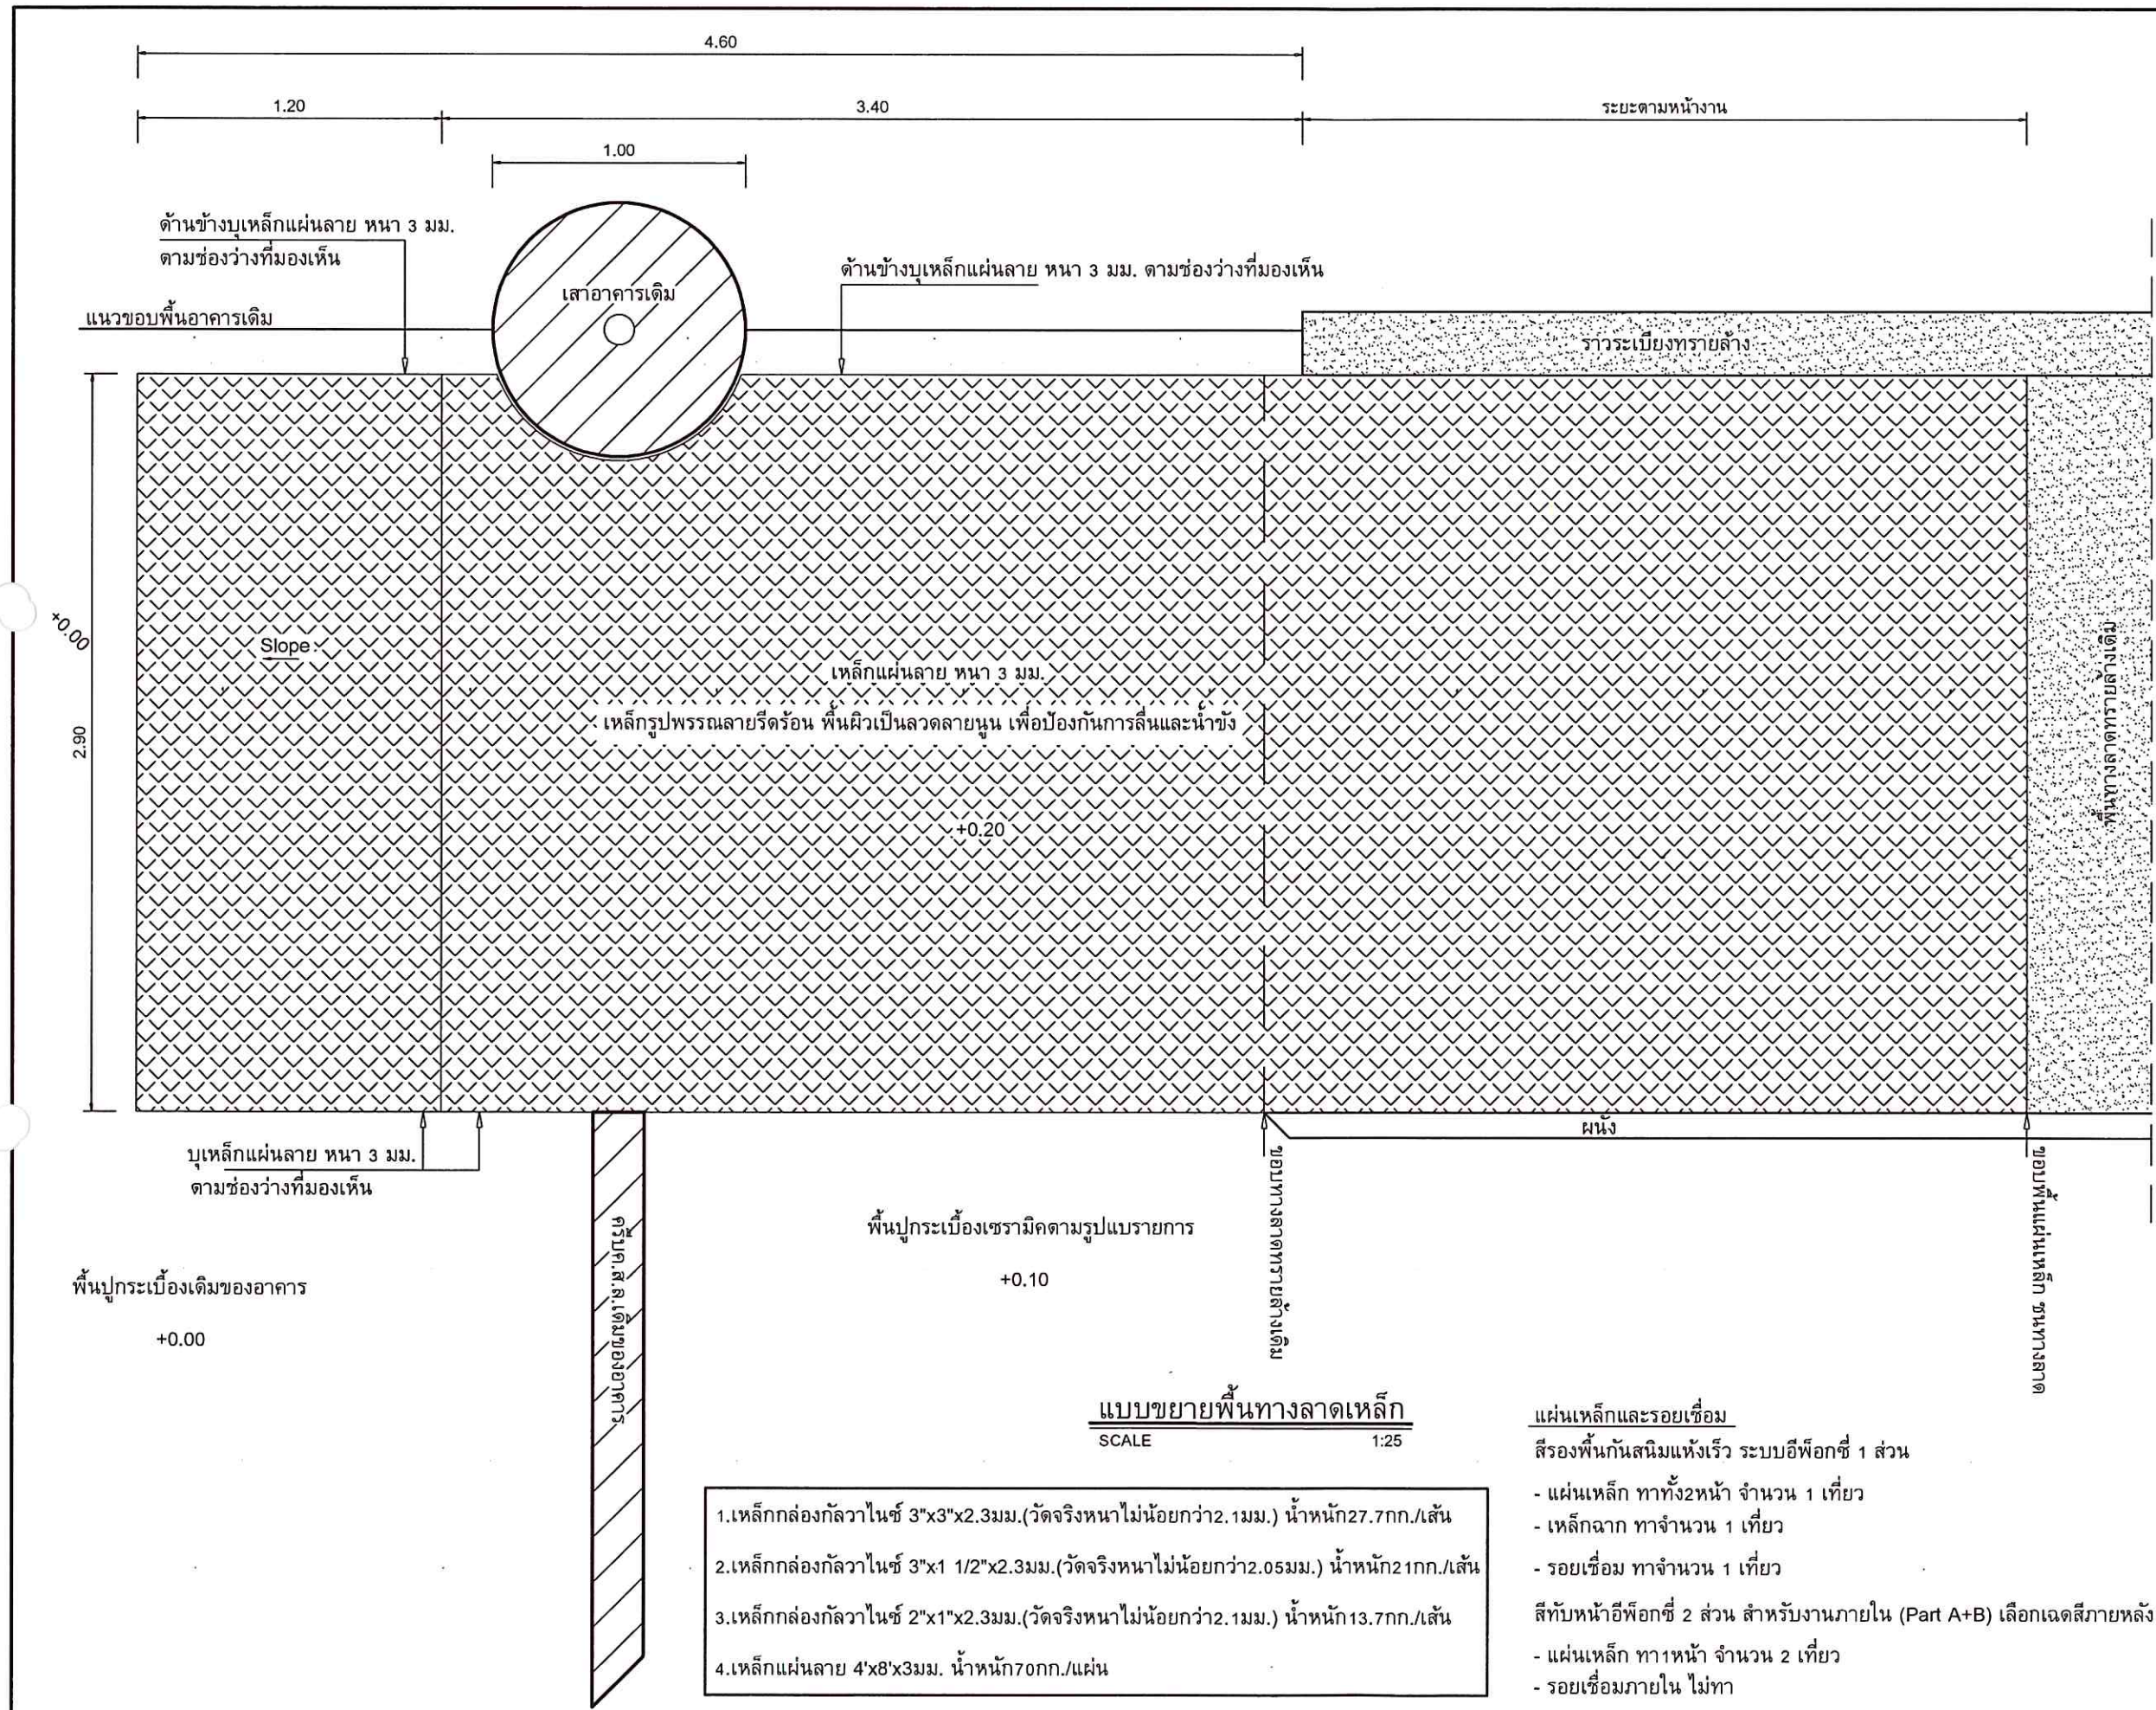 4.60
1.20
3.40
ระยะตามหน้างาน
1.00
ด้านข้างบุเหล็กแผ่นลาย หนา 3 มม.
ตามช่องว่างที่มองเห็น
ด้านข้างบุเหล็กแผ่นลาย หนา 3 มม. ตามช่องว่างที่มองเห็น
เสาอาคารเดิม
แนวขอบพื้นอาคารเดิม
ราวระเบียงทรายล้าง
+0.00
Slope
2.90
เหล็กแผ่นลาย หนา 3 มม.
เหล็กรูปพรรณลายรีดร้อน พื้นผิวเป็นลวดลายนูน เพื่อป้องกันการลื่นและน้ำขัง
+0.20
พื้นทางลาดทรายล้างเดิม
ผนัง
บุเหล็กแผ่นลาย หนา 3 มม.
ตามช่องว่างที่มองเห็น
ครีบค.ส.ล.เดิมของอาคาร
พื้นปูกระเบื้องเซรามิคตามรูปแบรายการ
+0.10
ขอบทางลาดทรายล้างเดิม
ขอบพื้นแผ่นเหล็ก ชนทางลาด
พื้นปูกระเบื้องเดิมของอาคาร
+0.00
แบบขยายพื้นทางลาดเหล็ก
SCALE 1:25
1.เหล็กกล่องกัลวาไนซ์ 3"x3"x2.3มม.(วัดจริงหนาไม่น้อยกว่า2.1มม.) น้ำหนัก27.7กก./เส้น
2.เหล็กกล่องกัลวาไนซ์ 3"x1 1/2"x2.3มม.(วัดจริงหนาไม่น้อยกว่า2.05มม.) น้ำหนัก21กก./เส้น
3.เหล็กกล่องกัลวาไนซ์ 2"x1"x2.3มม.(วัดจริงหนาไม่น้อยกว่า2.1มม.) น้ำหนัก13.7กก./เส้น
4.เหล็กแผ่นลาย 4'x8'x3มม. น้ำหนัก70กก./แผ่น
แผ่นเหล็กและรอยเชื่อม
สีรองพื้นกันสนิมแห้งเร็ว ระบบอีพ็อกซี่ 1 ส่วน
- แผ่นเหล็ก ทาทั้ง2หน้า จำนวน 1 เที่ยว
- เหล็กฉาก ทาจำนวน 1 เที่ยว
- รอยเชื่อม ทาจำนวน 1 เที่ยว
สีทับหน้าอีพ็อกซี่ 2 ส่วน สำหรับงานภายใน (Part A+B) เลือกเฉดสีภายหลัง
- แผ่นเหล็ก ทา1หน้า จำนวน 2 เที่ยว
- รอยเชื่อมภายใน ไม่ทา